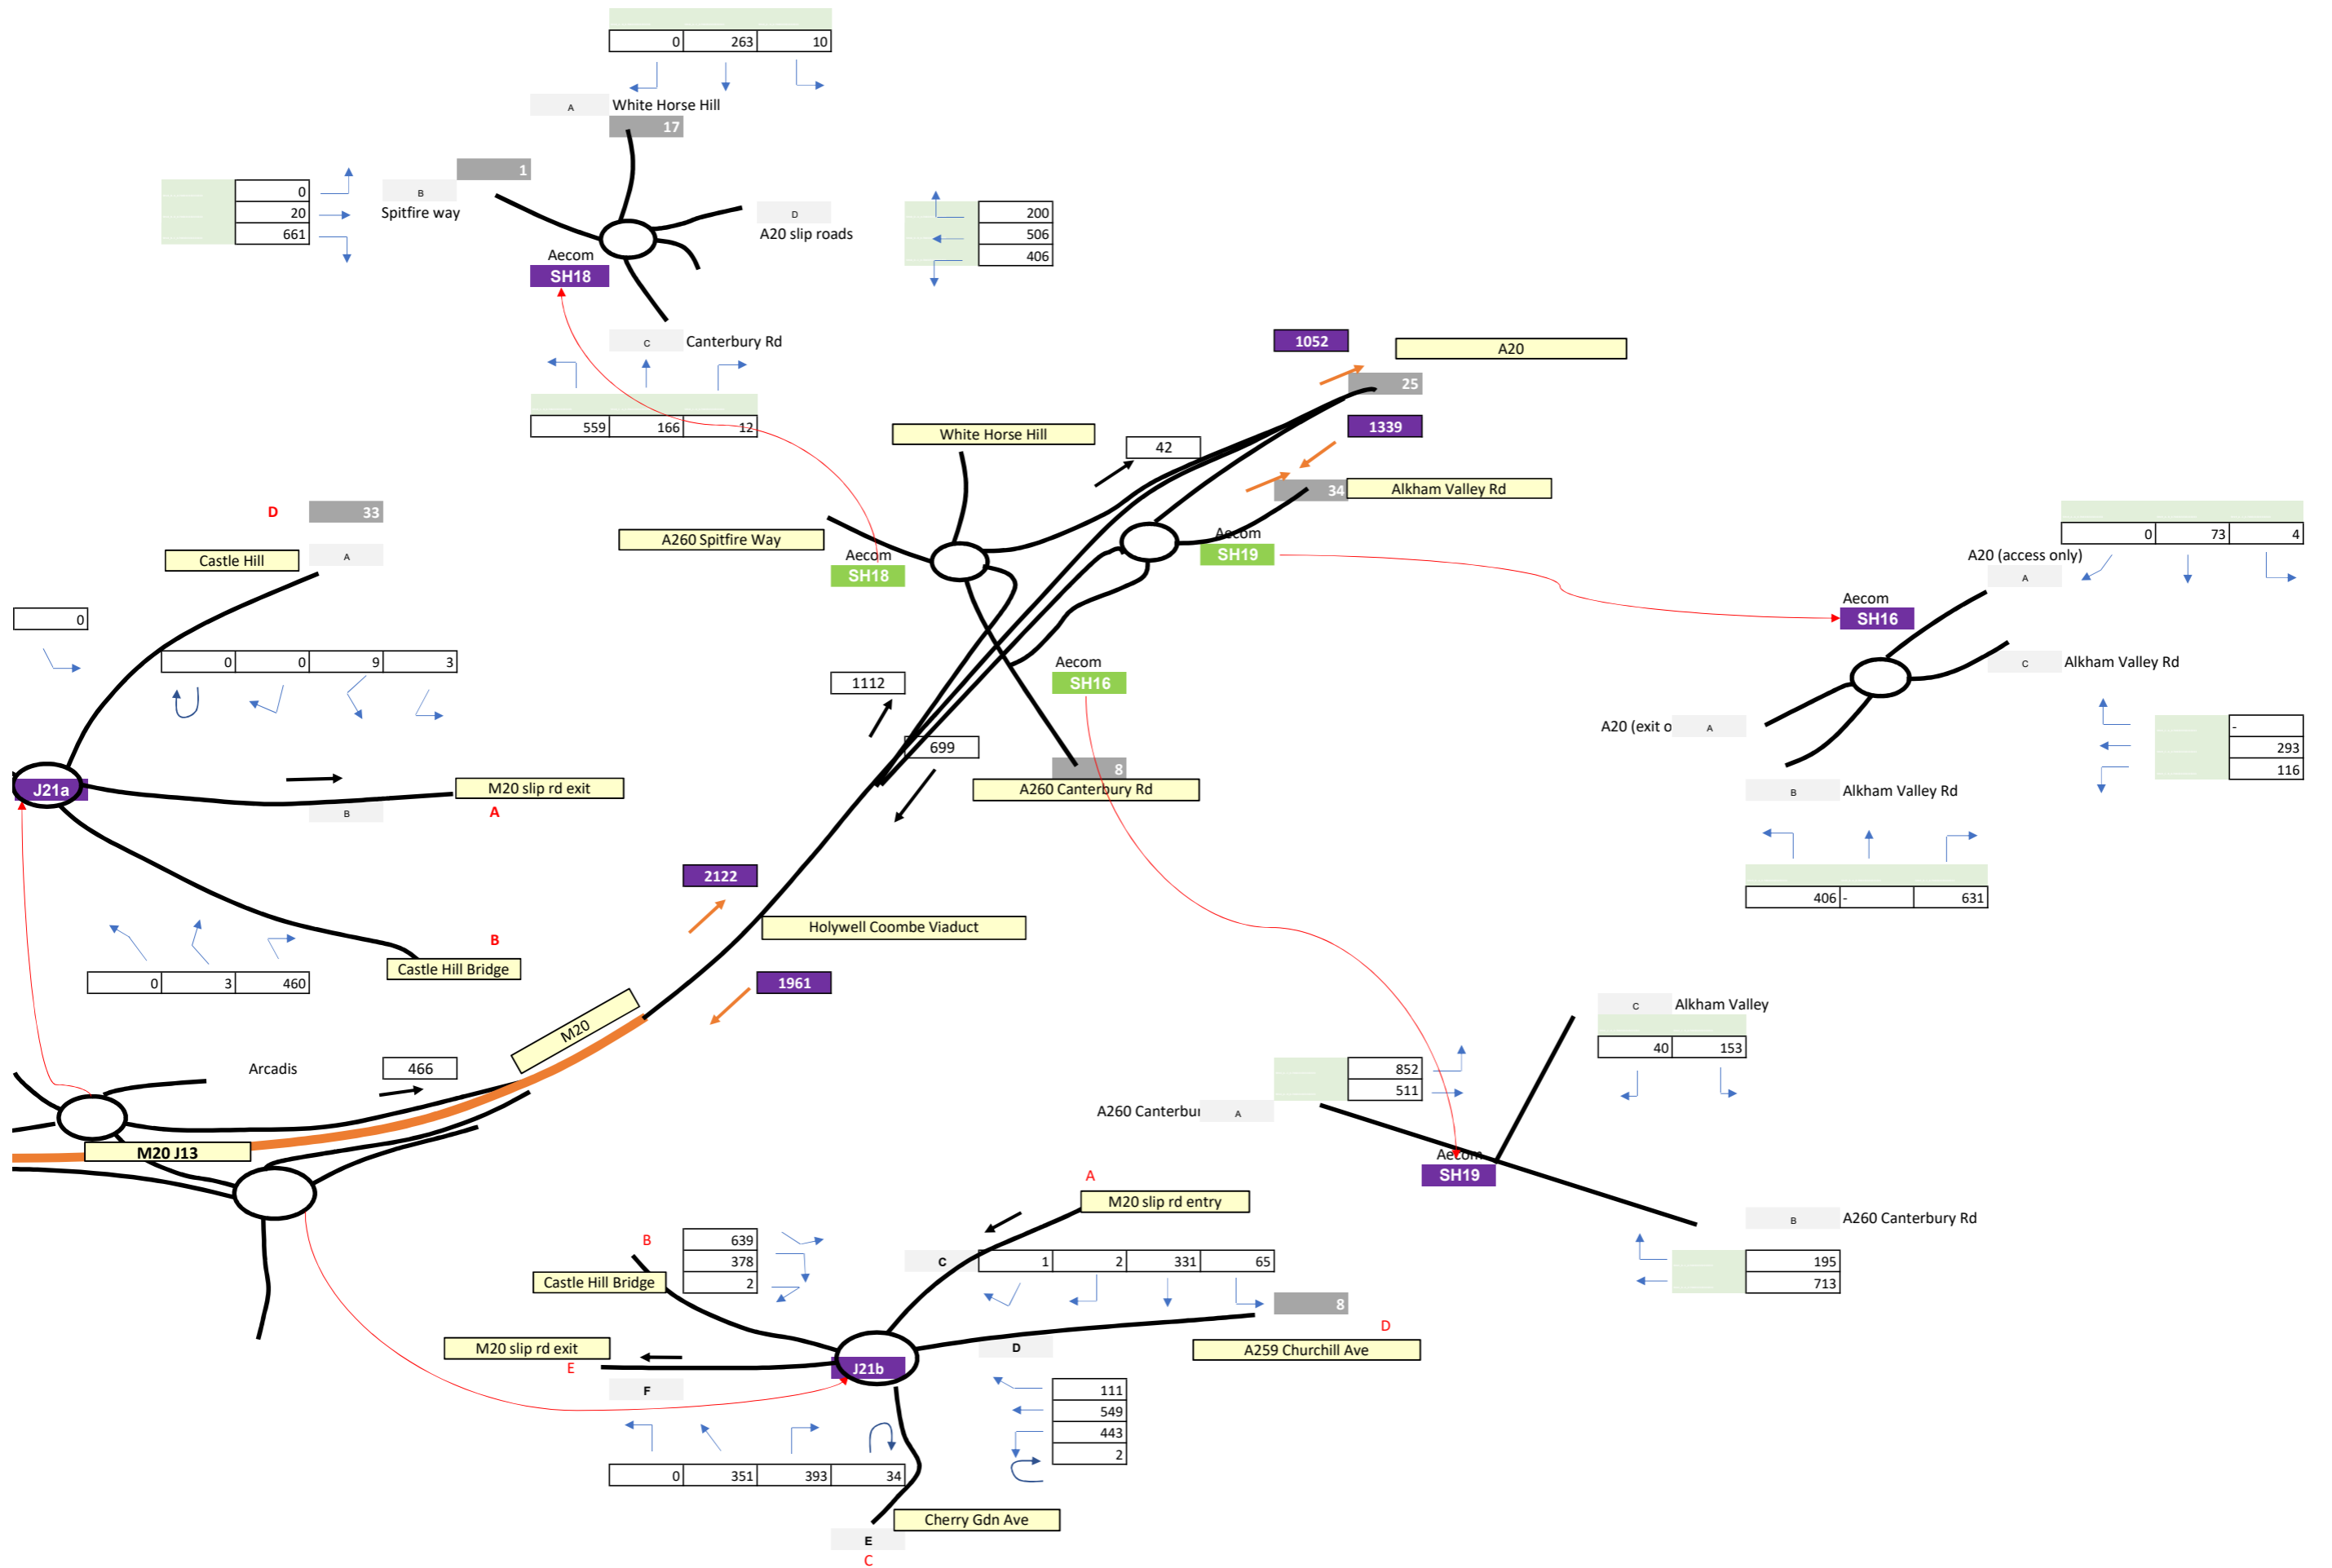 0 263 10
A White Horse Hill
17
1
B
Spitfire way
0
20
661
D
A20 slip roads
200
506
406
Aecom
SH18
C Canterbury Rd
559 166 12
1052
A20
25
1339
White Horse Hill
42
34
Alkham Valley Rd
A260 Spitfire Way
Aecom
SH18
Aecom
SH19
D 33
Castle Hill
A
0
0 0 9 3
0 73 4
A20 (access only)
A
Aecom
SH16
C Alkham Valley Rd
Aecom
SH16
1112
699
A20 (exit o A
-
293
116
8
A260 Canterbury Rd
J21a
M20 slip rd exit
B
A
B Alkham Valley Rd
406 - 631
2122
Holywell Coombe Viaduct
B
Castle Hill Bridge
0 3 460
1961
M20
C Alkham Valley
40 153
Arcadis
466
852
511
A260 Canterbur A
M20 J13
Aecom
SH19
A
M20 slip rd entry
B A260 Canterbury Rd
195
713
B
639
378
2
Castle Hill Bridge
C 1 2 331 65
8
D
A259 Churchill Ave
M20 slip rd exit
E
J21b
D
F
111
549
443
2
0 351 393 34
Cherry Gdn Ave
E
C